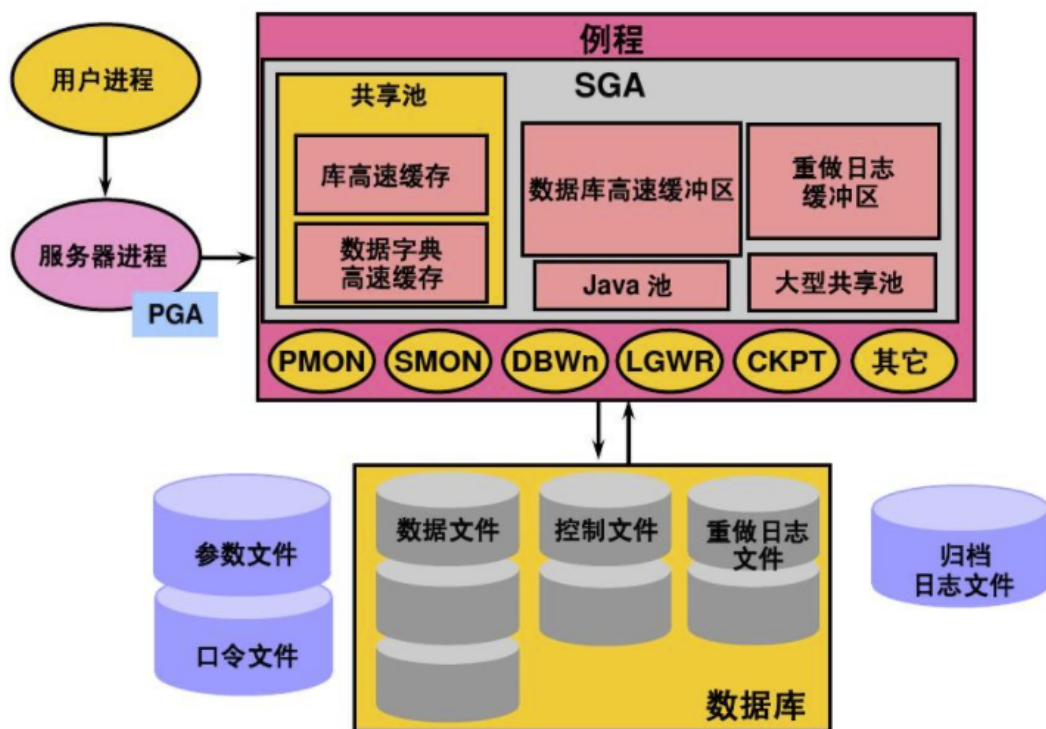 例程
用户进程
SGA
共享池
库高速缓存
数据库高速缓冲区
重做日志
缓冲区
服务器进程
数据字典
高速缓存
Java 池
大型共享池
PGA
PMON
SMON
DBWn
LGWR
CKPT
其它
参数文件
数据文件
控制文件
重做日志
文件
归档
日志文件
口令文件
数据库